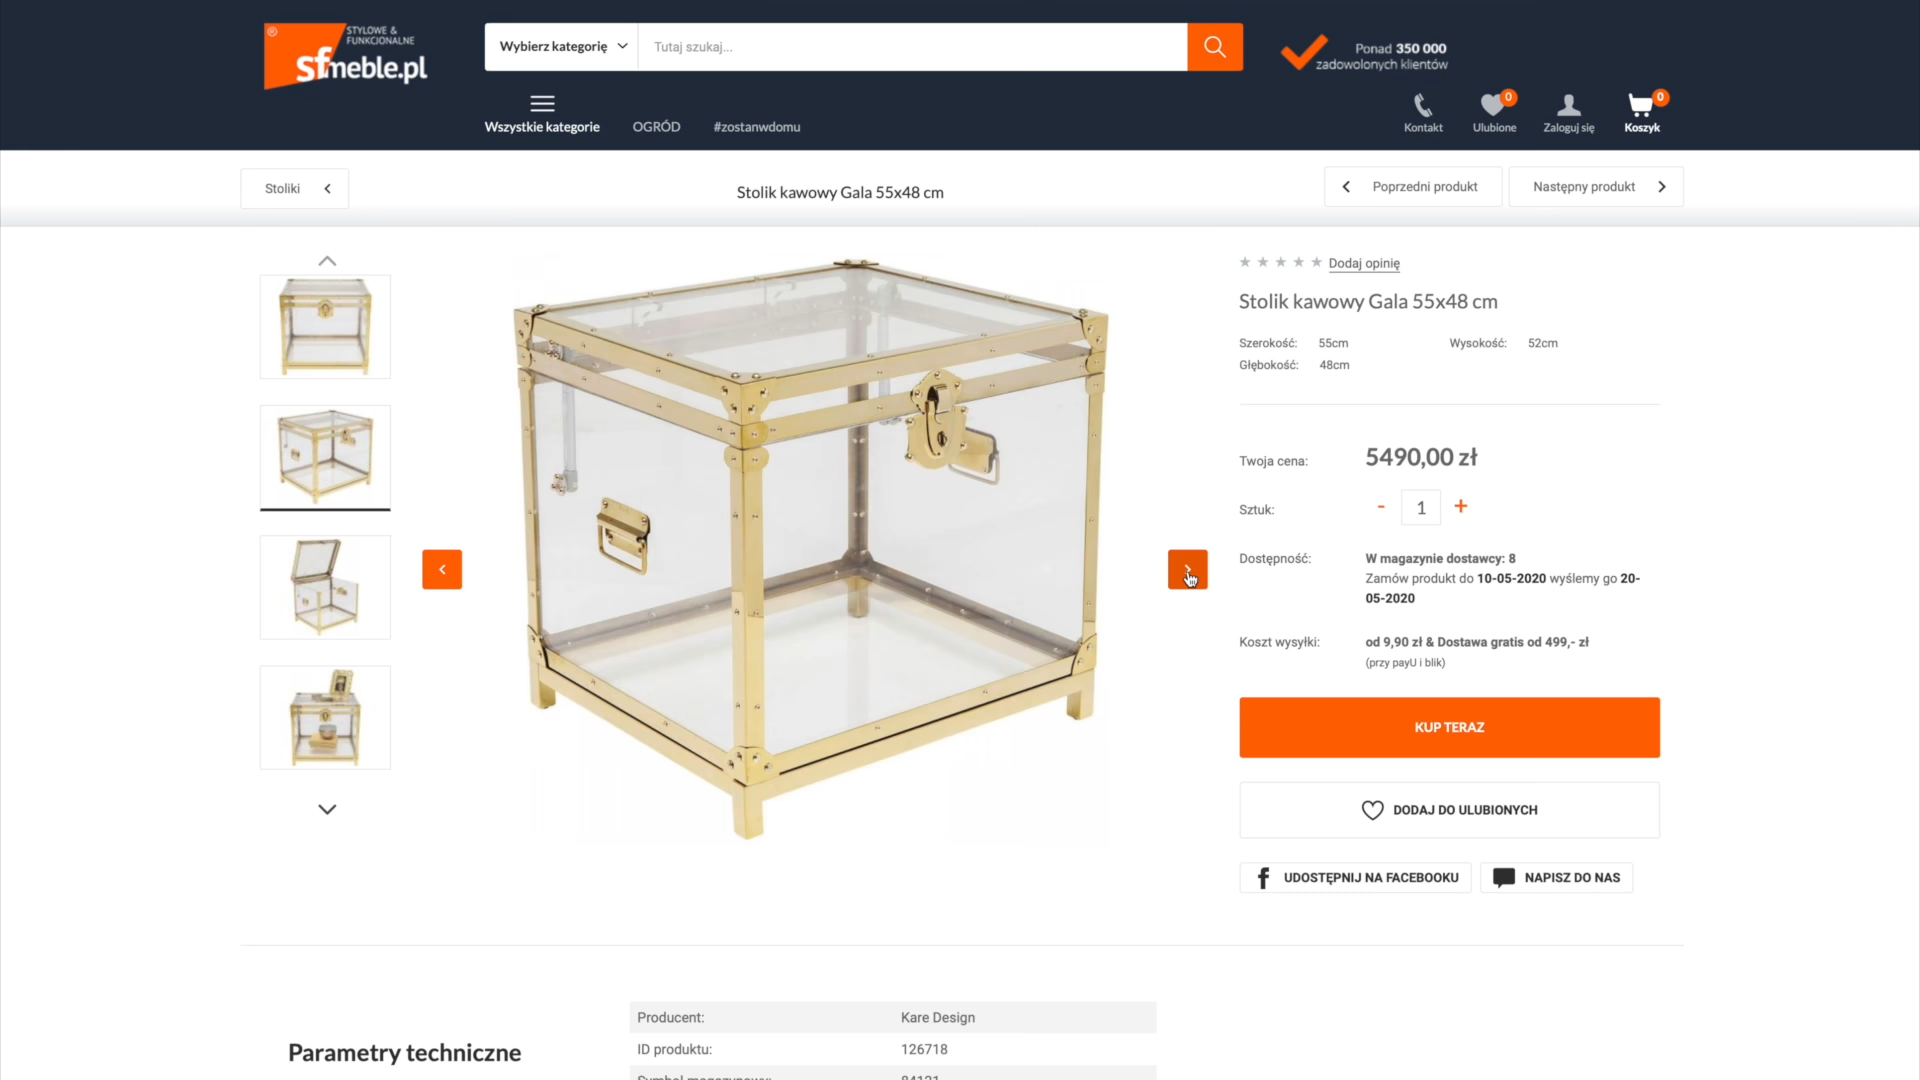 ®
STYLOWE &
FUNKCJONALNE
sfmeble.pl
Wybierz kategorię
Tutaj szukaj...
Ponad 350 000
zadowolonych klientów
Wszystkie kategorie
OGRÓD
#zostanwdomu
Kontakt
0
Ulubione
Zaloguj się
0
Koszyk
Stoliki
Stolik kawowy Gala 55x48 cm
Poprzedni produkt
Następny produkt
Dodaj opinię
Stolik kawowy Gala 55x48 cm
Szerokość: 55cm
Wysokość: 52cm
Głębokość: 48cm
Twoja cena: 5490,00 zł
Sztuk: - 1 +
Dostępność: W magazynie dostawcy: 8
Zamów produkt do 10-05-2020 wyślemy go 20-
05-2020
Koszt wysyłki: od 9,90 zł & Dostawa gratis od 499,- zł
(przy payU i blik)
KUP TERAZ
DODAJ DO ULUBIONYCH
UDOSTĘPNIJ NA FACEBOOKU
NAPISZ DO NAS
Parametry techniczne
Producent: Kare Design
ID produktu: 126718
Symbol magazynowy: 84121